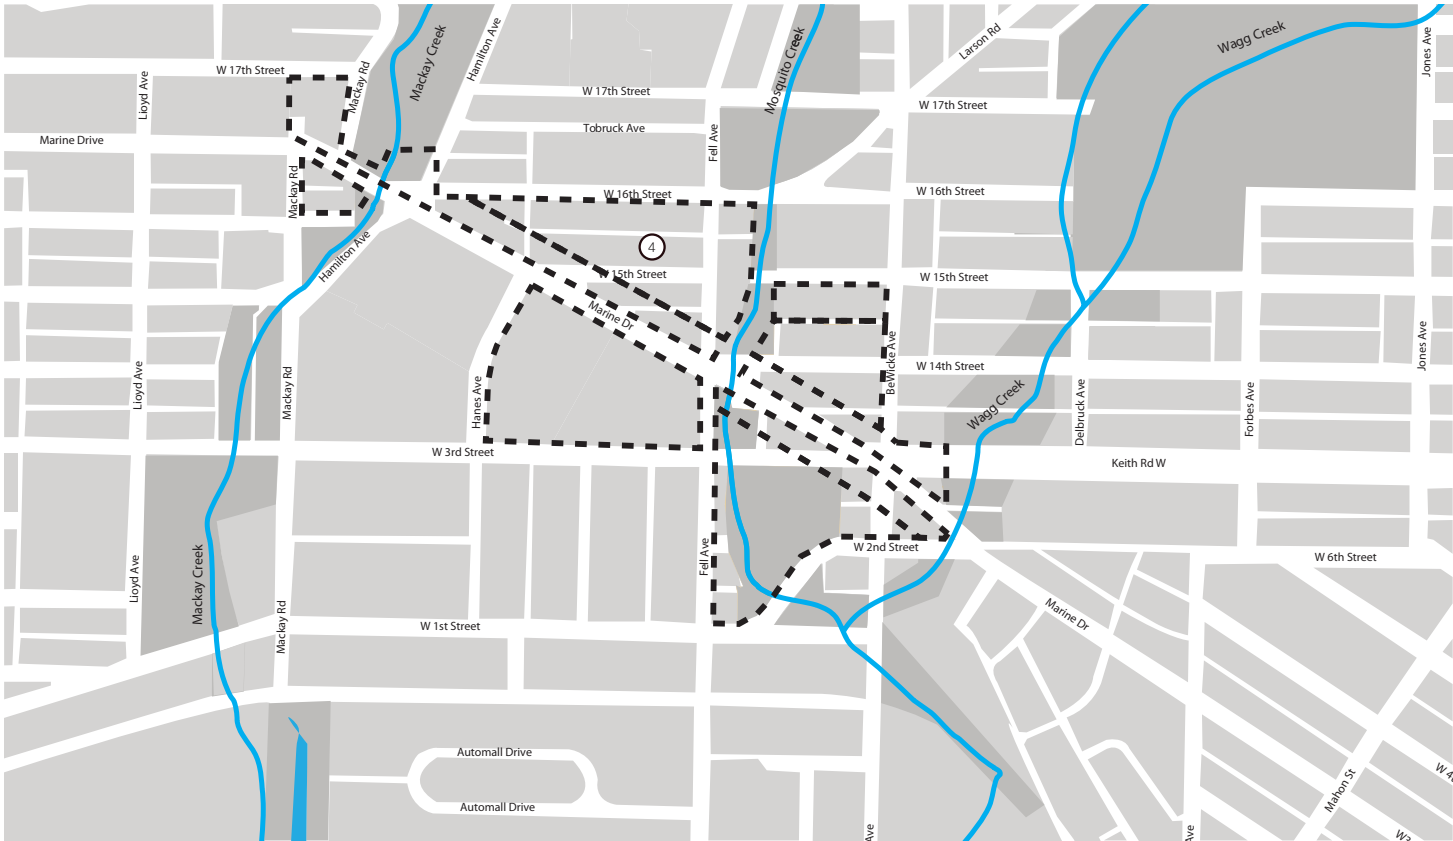 Mackay Creek
Hamilton Ave
Larson Rd
Wagg Creek
Jones Ave
W 17th Street
Lloyd Ave
Mackay Rd
W 17th Street
Mosquito Creek
W 17th Street
Marine Drive
Tobruck Ave
Fell Ave
Mackay Rd
W 16th Street
W 16th Street
Hamilton Ave
4
W 15th Street
W 15th Street
Marine Dr
BeWicke Ave
W 14th Street
Jones Ave
Lloyd Ave
Mackay Rd
Hanes Ave
Wagg Creek
Delbruck Ave
Forbes Ave
W 3rd Street
Keith Rd W
Mackay Creek
Lloyd Ave
Fell Ave
W 2nd Street
W 6th Street
Mackay Rd
W 1st Street
Marine Dr
Automall Drive
Automall Drive
Mahon St
W 4
W3
Ave
Ave